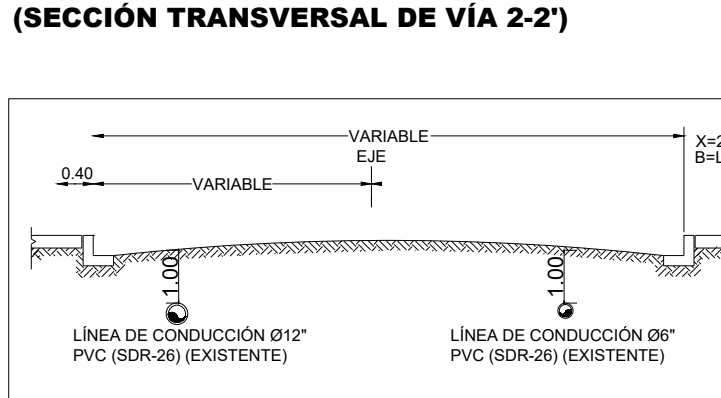 (SECCIÓN TRANSVERSAL DE VÍA 2-2')
VARIABLE
EJE
X=2
B=L
0.40
VARIABLE
1.00
1.00
LÍNEA DE CONDUCCIÓN Ø12"
PVC (SDR-26) (EXISTENTE)
LÍNEA DE CONDUCCIÓN Ø6"
PVC (SDR-26) (EXISTENTE)